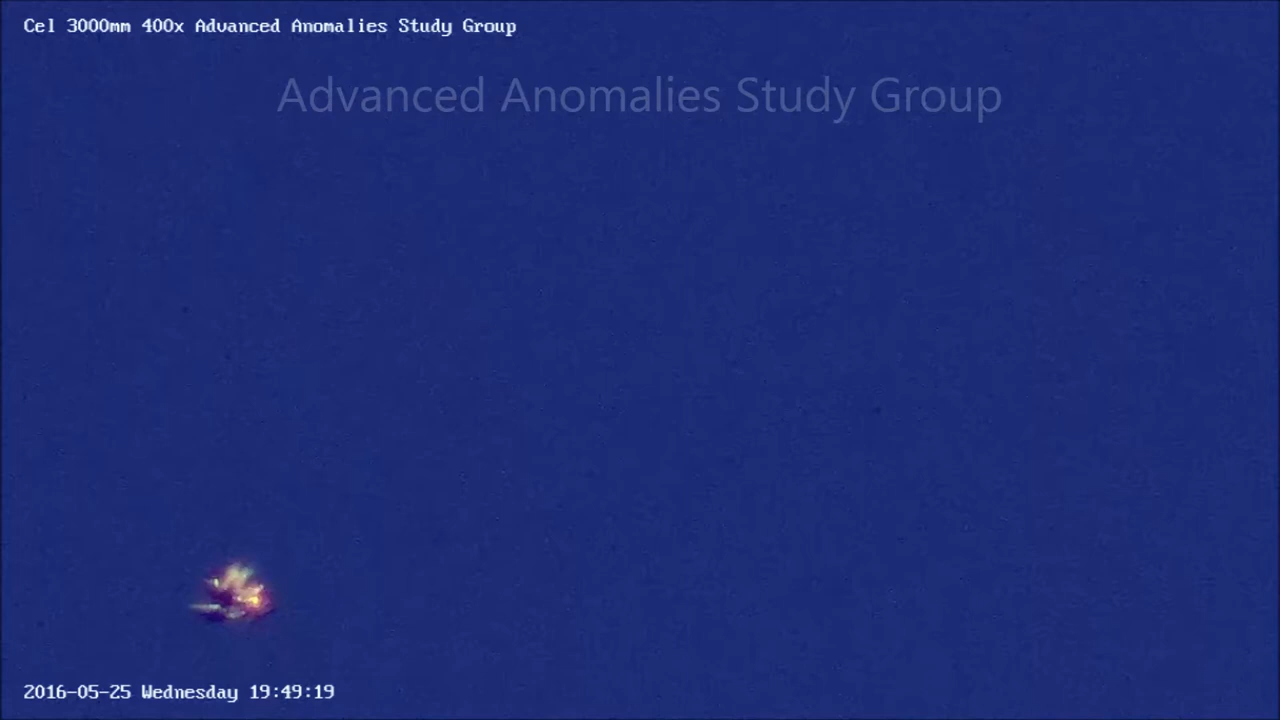 Cel 3000mm 400x Advanced Anomalies Study Group
Advanced Anomalies Study Group
2016-05-25 Wednesday 19:49:19